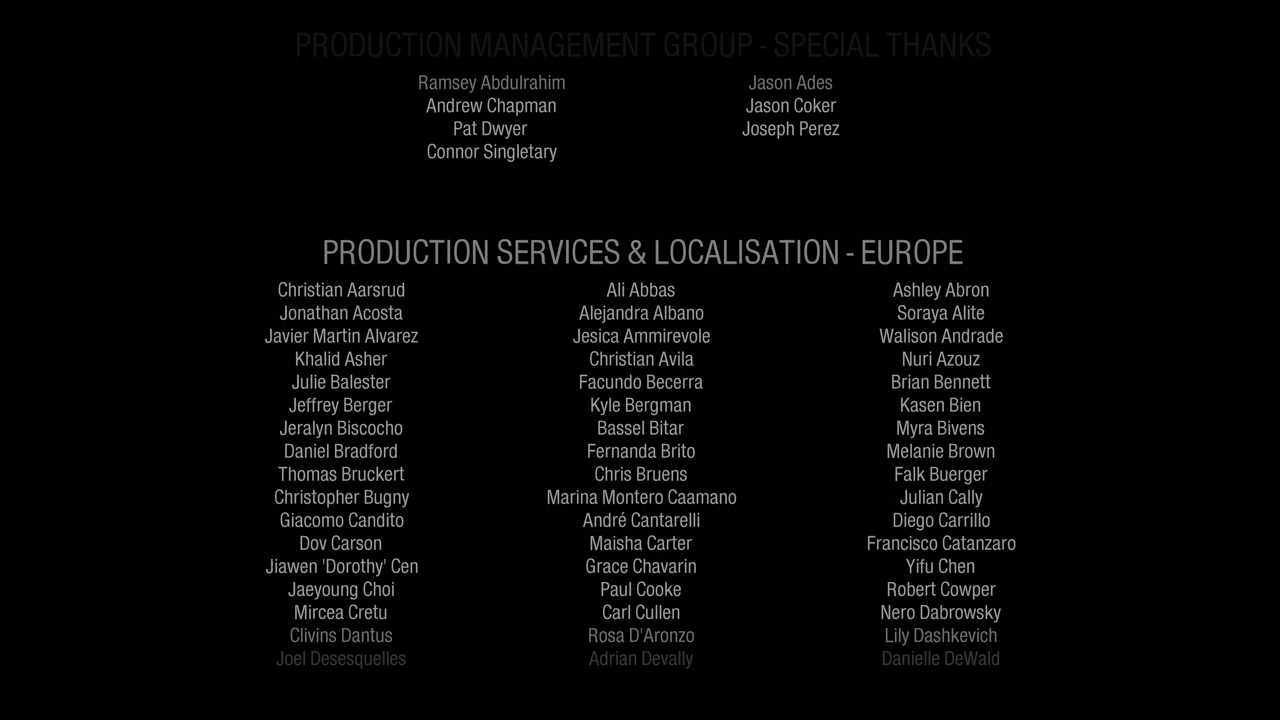 PRODUCTION MANAGEMENT GROUP - SPECIAL THANKS
Ramsey Abdulrahim Jason Ades
Andrew Chapman Jason Coker
Pat Dwyer Joseph Perez
Connor Singletary
PRODUCTION SERVICES & LOCALISATION - EUROPE
Christian Aarsrud Ali Abbas Ashley Abron
Jonathan Acosta Alejandra Albano Soraya Alite
Javier Martin Alvarez Jesica Ammirevole Walison Andrade
Khalid Asher Christian Avila Nuri Azouz
Julie Balester Facundo Becerra Brian Bennett
Jeffrey Berger Kyle Bergman Kasen Bien
Jeralyn Biscocho Bassel Bitar Myra Bivens
Daniel Bradford Fernanda Brito Melanie Brown
Thomas Bruckert Chris Bruens Falk Buerger
Christopher Bugny Marina Montero Caamano Julian Cally
Giacomo Candito André Cantarelli Diego Carrillo
Dov Carson Maisha Carter Francisco Catanzaro
Jiawen 'Dorothy' Cen Grace Chavarin Yifu Chen
Jaeyoung Choi Paul Cooke Robert Cowper
Mircea Cretu Carl Cullen Nero Dabrowsky
Clivins Dantus Rosa D'Aronzo Lily Dashkevich
Joel Desesquelles Adrian Devally Danielle DeWald